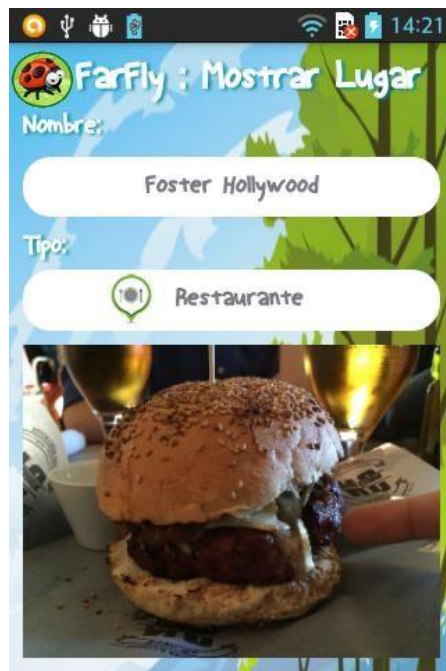 14:21
FarFly : Mostrar Lugar
Nombre:
Foster Hollywood
Tipo:
Restaurante